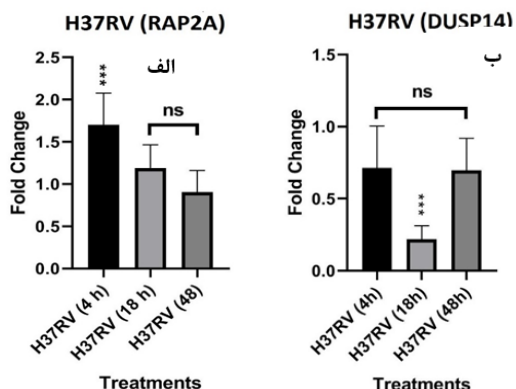 H37RV (RAP2A)
الف
***
ns
2.5
2.0
1.5
1.0
0.5
0.0
Fold Change
H37RV (4 h)
H37RV (18 h)
H37RV (48)
Treatments
H37RV (DUSP14)
ب
ns
***
1.5
1.0
0.5
0.0
Fold Change
H37RV (4h)
H37RV (18h)
H37RV (48h)
Treatments